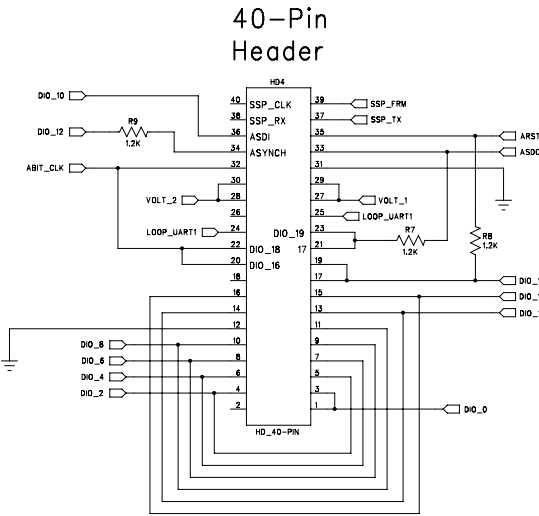 40-Pin
Header
HD4
DIO_10
40 SSP_CLK 39 SSP_FRM
R9
38 SSP_RX 37 SSP_TX
DIO_12
1.2K
36 ASDI 35
34 ASYNCH 33
ABIT_CLK
32 31
30 29
VOLT_2 28 27 VOLT_1
26 25 LOOP_UART1
LOOP_UART1 24 DIO_19 23 R7 R8
22 DIO_18 17 21 1.2K 1.2K
20 DIO_16 19
18 17
16 15
14 13
12 11
DIO_8 10 9
DIO_6 8 7
DIO_4 6 5
DIO_2 4 3
2 1 DIO_0
HD_40-PIN